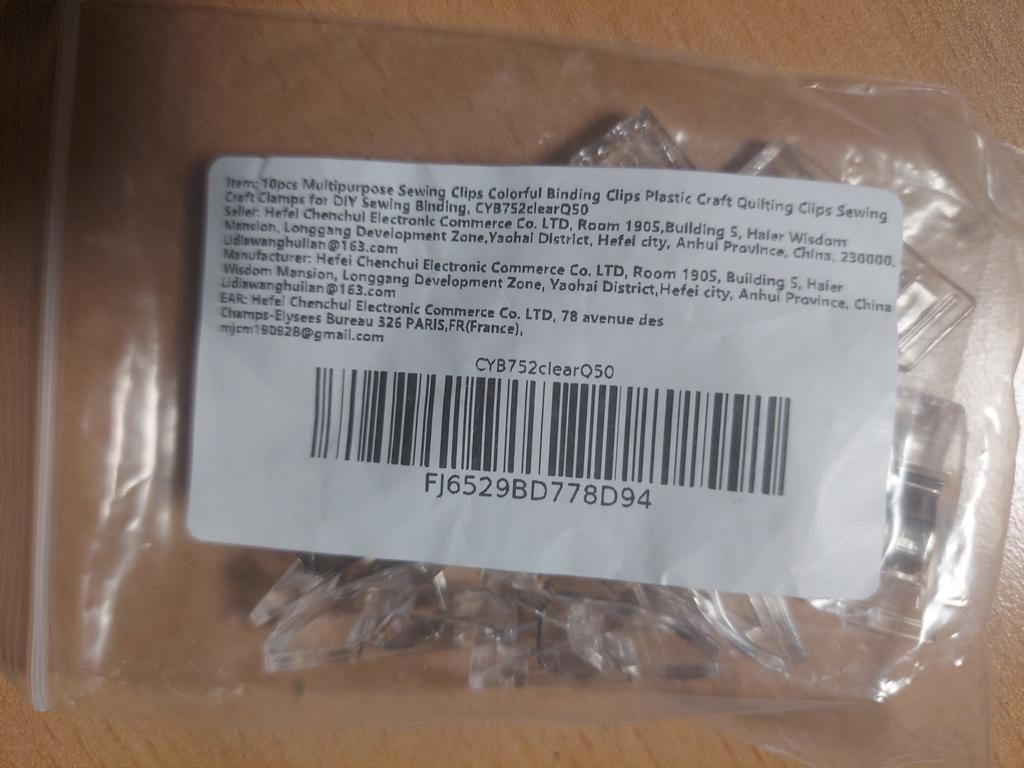 Item: 10pcs Multipurpose Sewing Clips Colorful Binding Clips Plastic Craft Quilting Clips Sewing
Craft Clamps for DIY Sewing Binding, CYB752clearQ50
Seller: Hefei Chenchui Electronic Commerce Co. LTD, Room 1905,Building 5, Haier Wisdom
Mansion, Longgang Development Zone,Yaohai District, Hefei city, Anhui Province, China, 230000,
Lidiawanghuilian@163.com
Manufacturer: Hefei Chenchui Electronic Commerce Co. LTD, Room 1905, Building 5, Haier
Wisdom Mansion, Longgang Development Zone, Yaohai District,Hefei city, Anhui Province, China
Lidiawanghuilian@163.com
EAR: Hefei Chenchui Electronic Commerce Co. LTD, 78 avenue des
Champs-Elysees Bureau 326 PARIS,FR(France),
mjcm190928@gmail.com
CYB752clearQ50
FJ6529BD778D94